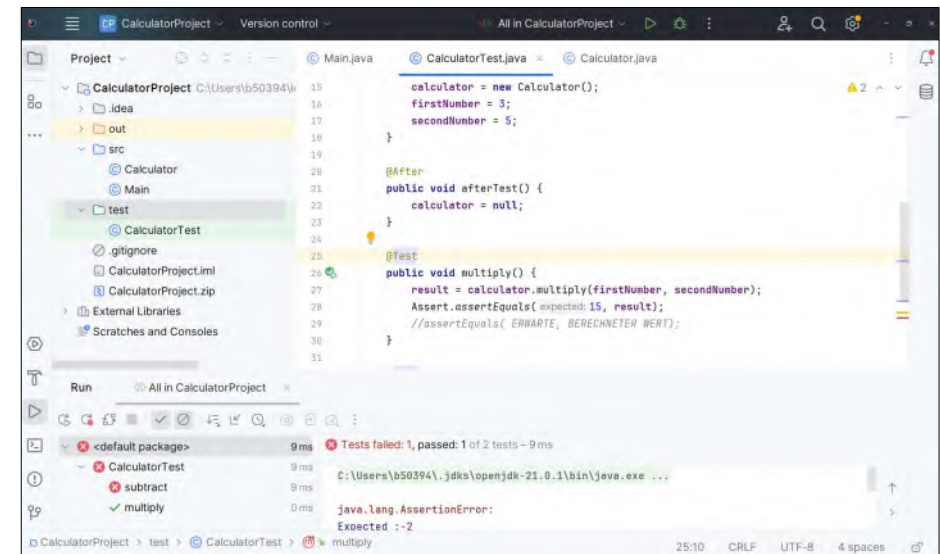 CP CalculatorProject Version control All in CalculatorProject
Project
CalculatorProject C:\Users\b50394\
.idea
out
src
Calculator
Main
test
CalculatorTest
.gitignore
CalculatorProject.iml
CalculatorProject.zip
External Libraries
Scratches and Consoles
Main.java CalculatorTest.java Calculator.java
2
15 calculator = new Calculator();
16 firstNumber = 3;
17 secondNumber = 5;
18 }
19
20 @After
21 public void afterTest() {
22 calculator = null;
23 }
24
25 @Test
26 public void multiply() {
27 result = calculator.multiply(firstNumber, secondNumber);
28 Assert.assertEquals( expected: 15, result);
29 //assertEquals( ERWARTE, BERECHNETER WERT);
30 }
31
Run All in CalculatorProject
<default package> 9 ms
CalculatorTest 9 ms
subtract 9 ms
multiply 0 ms
Tests failed: 1, passed: 1 of 2 tests – 9 ms
C:\Users\b50394\.jdks\openjdk-21.0.1\bin\java.exe ...
java.lang.AssertionError:
Expected :-2
CalculatorProject > test > CalculatorTest > multiply
25:10 CRLF UTF-8 4 spaces